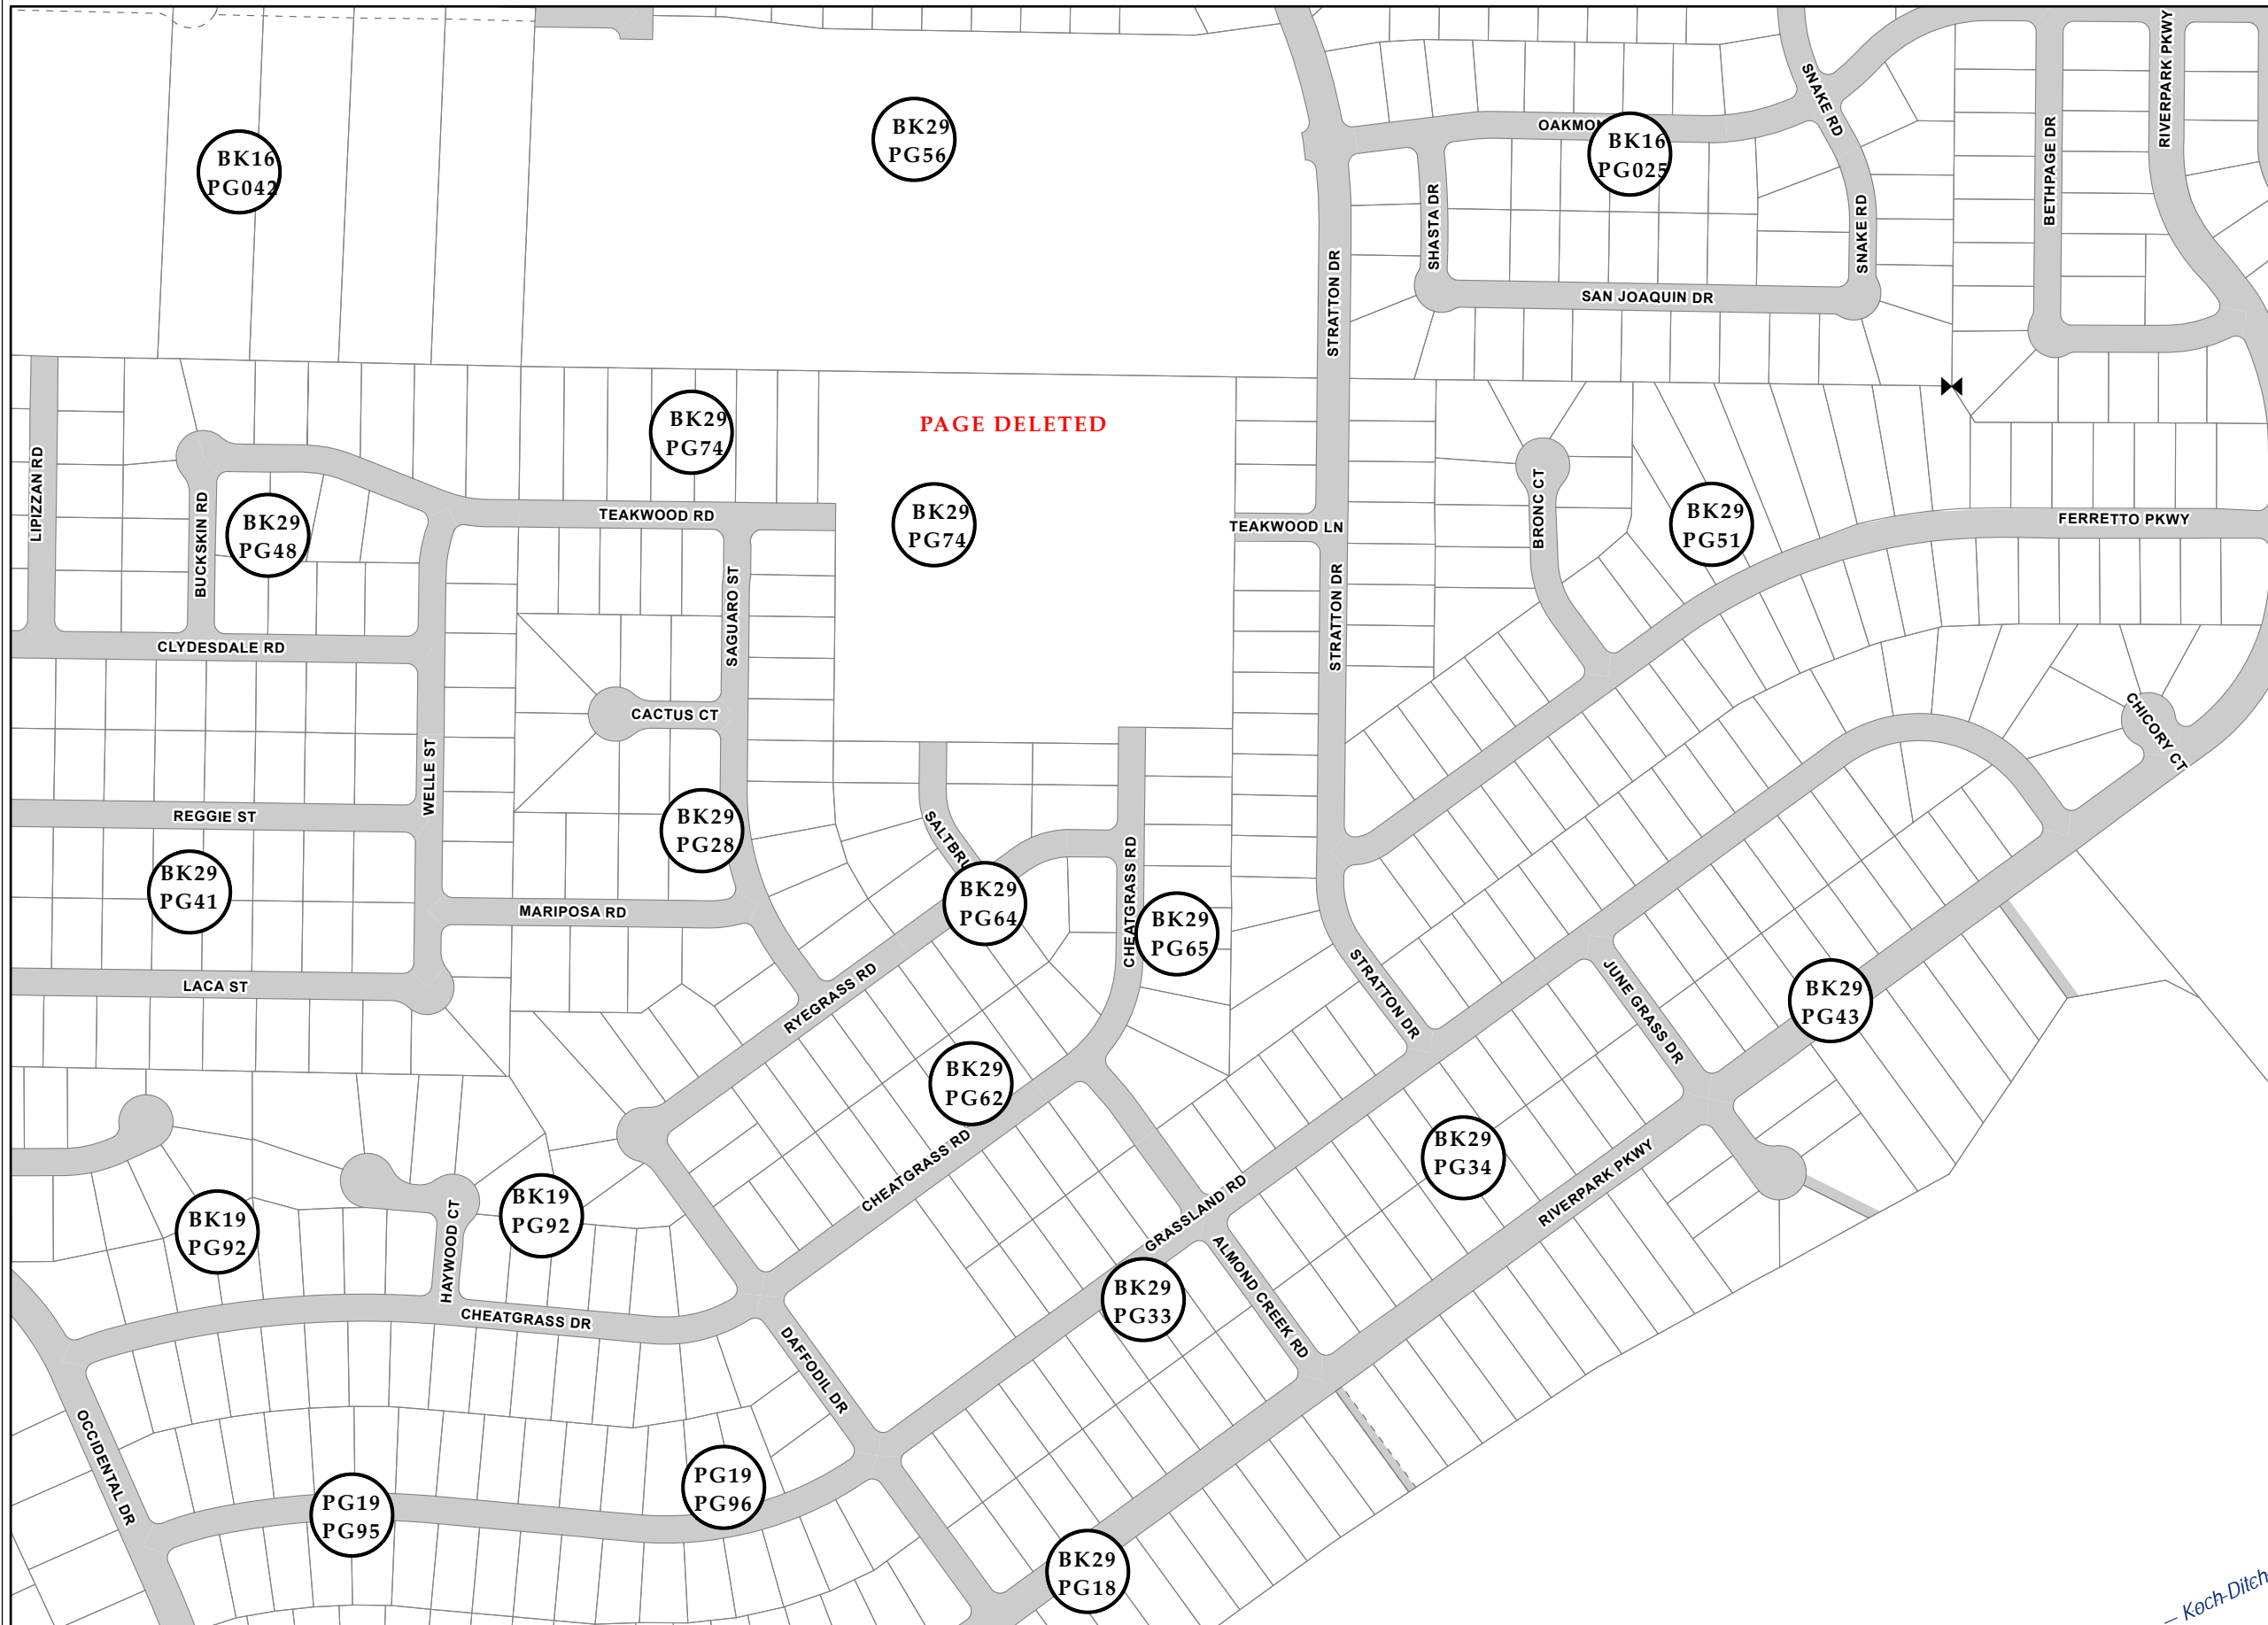 BK16
PG042
BK29
PG56
OAKMON
BK16
PG025
SNAKE RD
RIVERPARK PKWY
BETHPAGE DR
SHASTA DR
SNAKE RD
STRATTON DR
SAN JOAQUIN DR
BK29
PG74
PAGE DELETED
LIPIZZAN RD
BUCKSKIN RD
BK29
PG48
TEAKWOOD RD
BK29
PG74
TEAKWOOD LN
BRONC CT
BK29
PG51
FERRETTO PKWY
SAGUARO ST
STRATTON DR
CLYDESDALE RD
CACTUS CT
CHICORY CT
WELLE ST
REGGIE ST
BK29
PG28
SALTBRU
CHEATGRASS RD
BK29
PG41
MARIPOSA RD
BK29
PG64
BK29
PG65
LACA ST
RYEGRASS RD
STRATTON DR
JUNE GRASS DR
BK29
PG43
BK29
PG62
CHEATGRASS RD
BK29
PG34
BK19
PG92
HAYWOOD CT
BK19
PG92
GRASSLAND RD
RIVERPARK PKWY
CHEATGRASS DR
BK29
PG33
ALMOND CREEK RD
DAFFODIL DR
OCCIDENTAL DR
PG19
PG95
PG19
PG96
BK29
PG18
Koch-Ditch